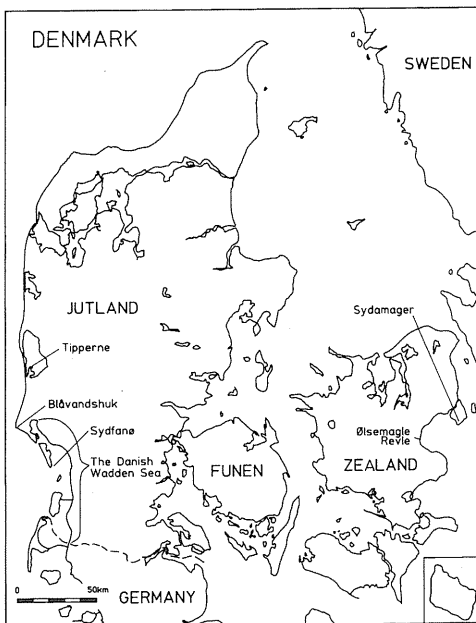 DENMARK
SWEDEN
JUTLAND
Sydamager
Tipperne
Blåvandshuk
Sydfanø
Ølsemagle
Revle
The Danish
Wadden Sea
FUNEN
ZEALAND
0 50km
GERMANY